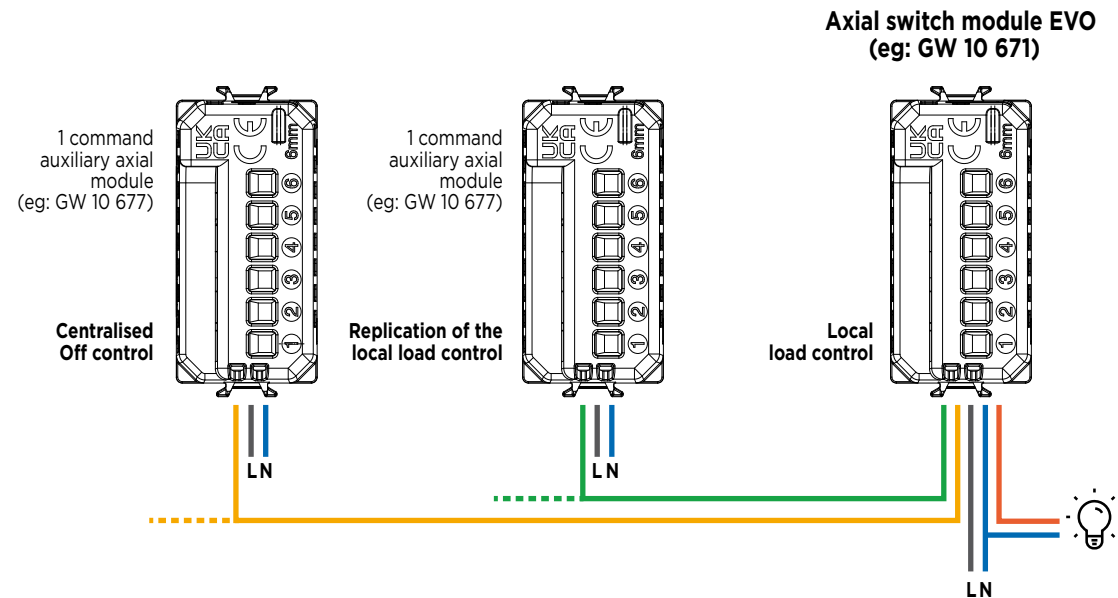 Axial switch module EVO
(eg: GW 10 671)
1 command
auxiliary axial
module
(eg: GW 10 677)
Centralised
Off control
UK
CA
CE
6mm
6
5
4
3
2
1
L N
1 command
auxiliary axial
module
(eg: GW 10 677)
Replication of the
local load control
UK
CA
CE
6mm
6
5
4
3
2
1
L N
Local
load control
UK
CA
CE
6mm
6
5
4
3
2
1
L N